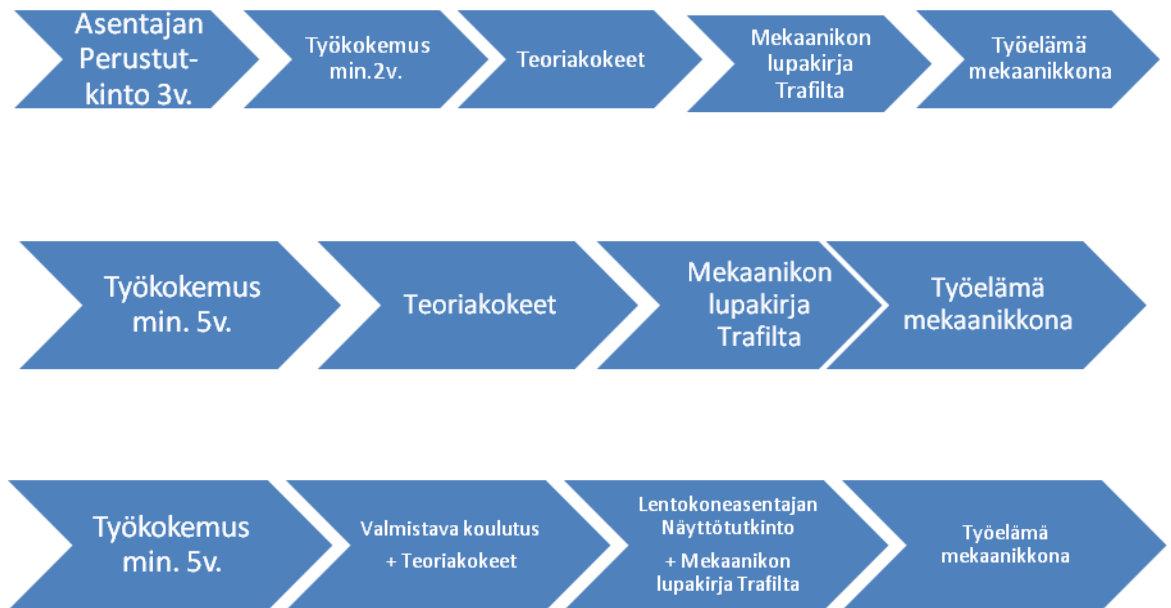 Asentajan
Perustut-
kinto 3v.
Työkokemus
min.2v.
Teoriakokeet
Mekaanikon
lupakirja
Trafilta
Työelämä
mekaanikkona
Työkokemus
min. 5v.
Teoriakokeet
Mekaanikon
lupakirja
Trafilta
Työelämä
mekaanikkona
Työkokemus
min. 5v.
Valmistava koulutus
+ Teoriakokeet
Lentokoneasentajan
Näyttötutkinto
+ Mekaanikon
lupakirja Trafilta
Työelämä
mekaanikkona